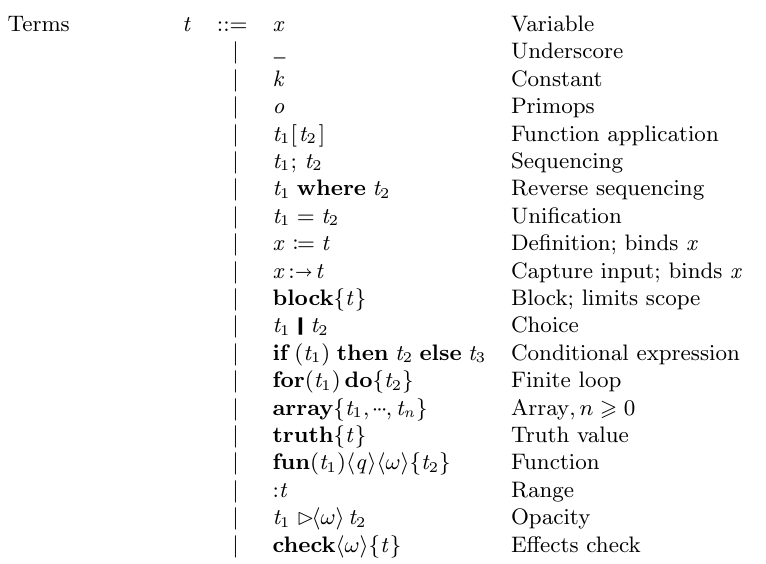 Terms t ::= x Variable
| _ Underscore
| k Constant
| o Primops
| t₁[t₂] Function application
| t₁; t₂ Sequencing
| t₁ where t₂ Reverse sequencing
| t₁ = t₂ Unification
| x := t Definition; binds x
| x:→t Capture input; binds x
| block{t} Block; limits scope
| t₁ | t₂ Choice
| if (t₁) then t₂ else t₃ Conditional expression
| for(t₁) do{t₂} Finite loop
| array{t₁, ⋯, tₙ} Array, n ⩾ 0
| truth{t} Truth value
| fun(t₁)⟨q⟩⟨ω⟩{t₂} Function
| :t Range
| t₁ ▷⟨ω⟩ t₂ Opacity
| check⟨ω⟩{t} Effects check